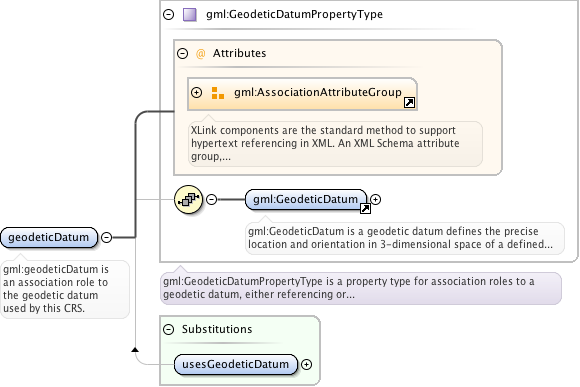 gml:GeodeticDatumPropertyType
@ Attributes
gml:AssociationAttributeGroup
XLink components are the standard method to support
hypertext referencing in XML. An XML Schema attribute
group,...
gml:GeodeticDatum
gml:GeodeticDatum is a geodetic datum defines the precise
location and orientation in 3-dimensional space of a defined...
geodeticDatum
gml:geodeticDatum is
an association role to
the geodetic datum
used by this CRS.
gml:GeodeticDatumPropertyType is a property type for association roles to a
geodetic datum, either referencing or...
Substitutions
usesGeodeticDatum